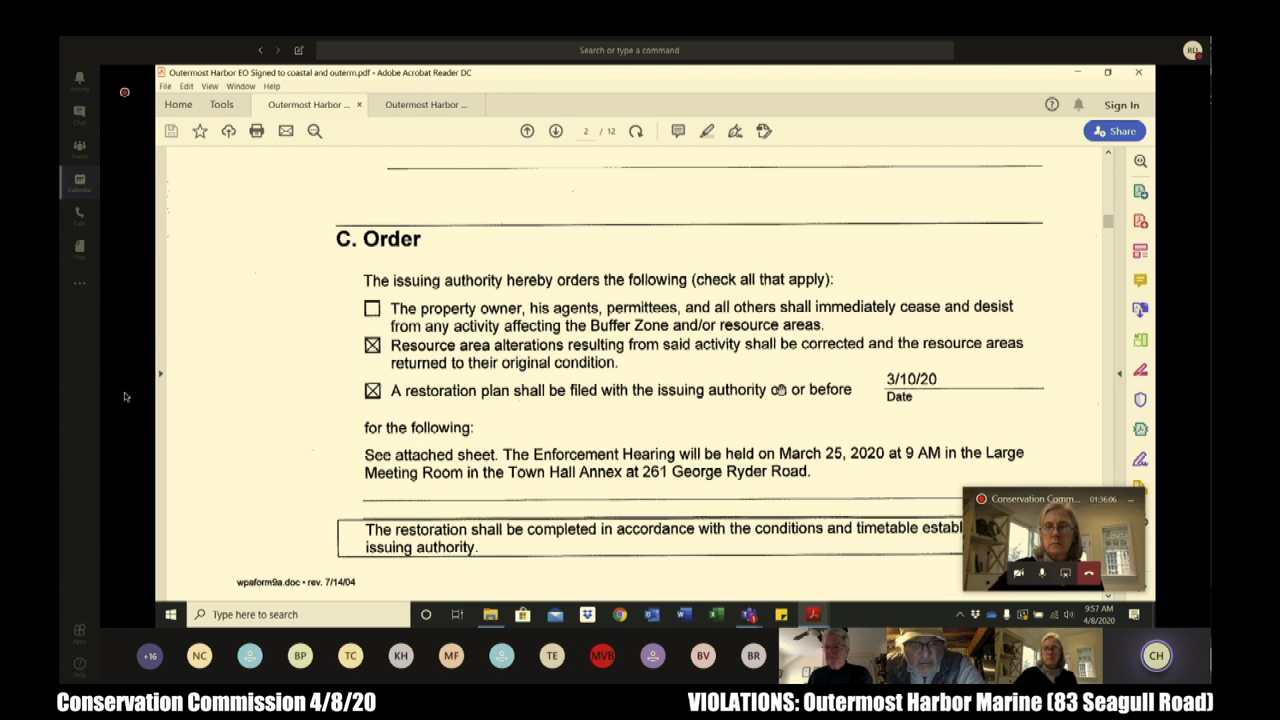 Search or type a command
RD
Outermost Harbor EO Signed to coastal and outerm.pdf - Adobe Acrobat Reader DC
File Edit View Window Help
Activity
Home Tools Outermost Harbor ... × Outermost Harbor ... Sign In
Chat
2 / 12 Share
Teams
Calendar
Calls
Files
C. Order
The issuing authority hereby orders the following (check all that apply):
The property owner, his agents, permittees, and all others shall immediately cease and desist
from any activity affecting the Buffer Zone and/or resource areas.
Resource area alterations resulting from said activity shall be corrected and the resource areas
returned to their original condition.
3/10/20
A restoration plan shall be filed with the issuing authority on or before
Date
for the following:
See attached sheet. The Enforcement Hearing will be held on March 25, 2020 at 9 AM in the Large
Meeting Room in the Town Hall Annex at 261 George Ryder Road.
Conservation Comm... 01:36:06 ...
The restoration shall be completed in accordance with the conditions and timetable establ
issuing authority.
wpaform9a.doc • rev. 7/14/04
Type here to search
9:57 AM
4/8/2020
Apps
Help
+16 NC BP TC KH MF TE MVB BV BR CH
Conservation Commission 4/8/20 VIOLATIONS: Outermost Harbor Marine (83 Seagull Road)